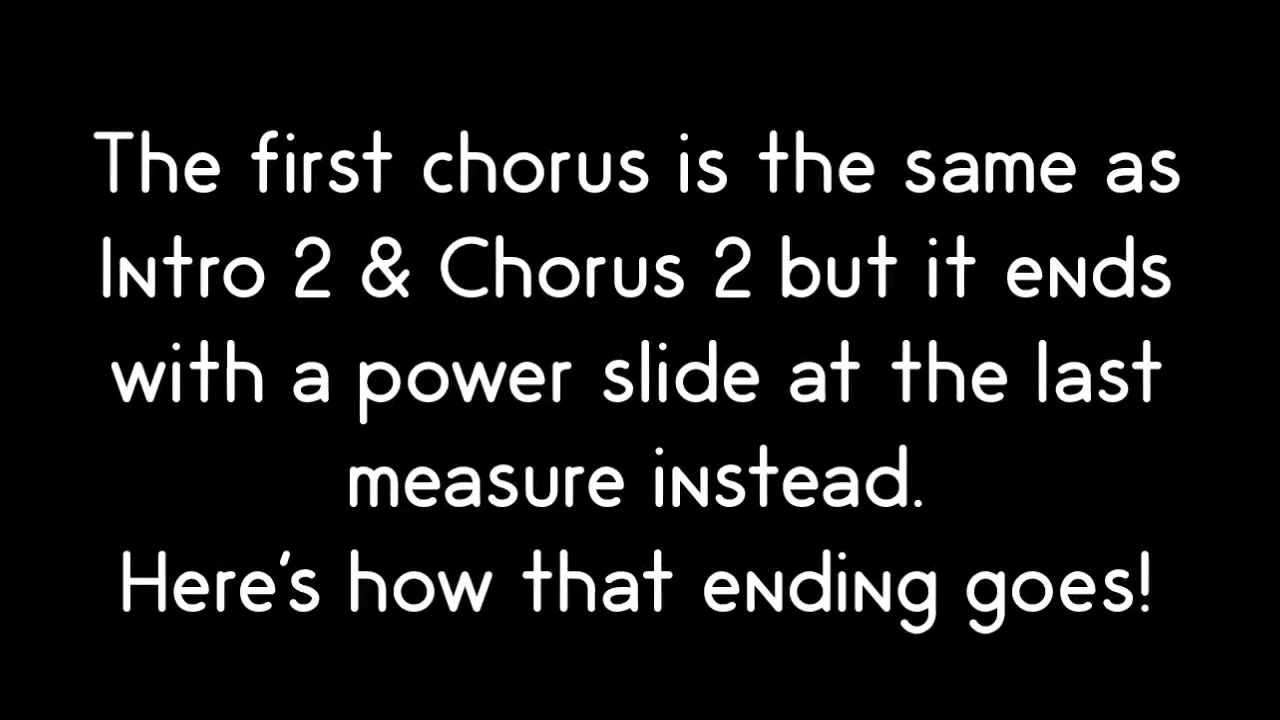 The first chorus is the same as
Intro 2 & Chorus 2 but it ends
with a power slide at the last
measure instead.
Here's how that ending goes!